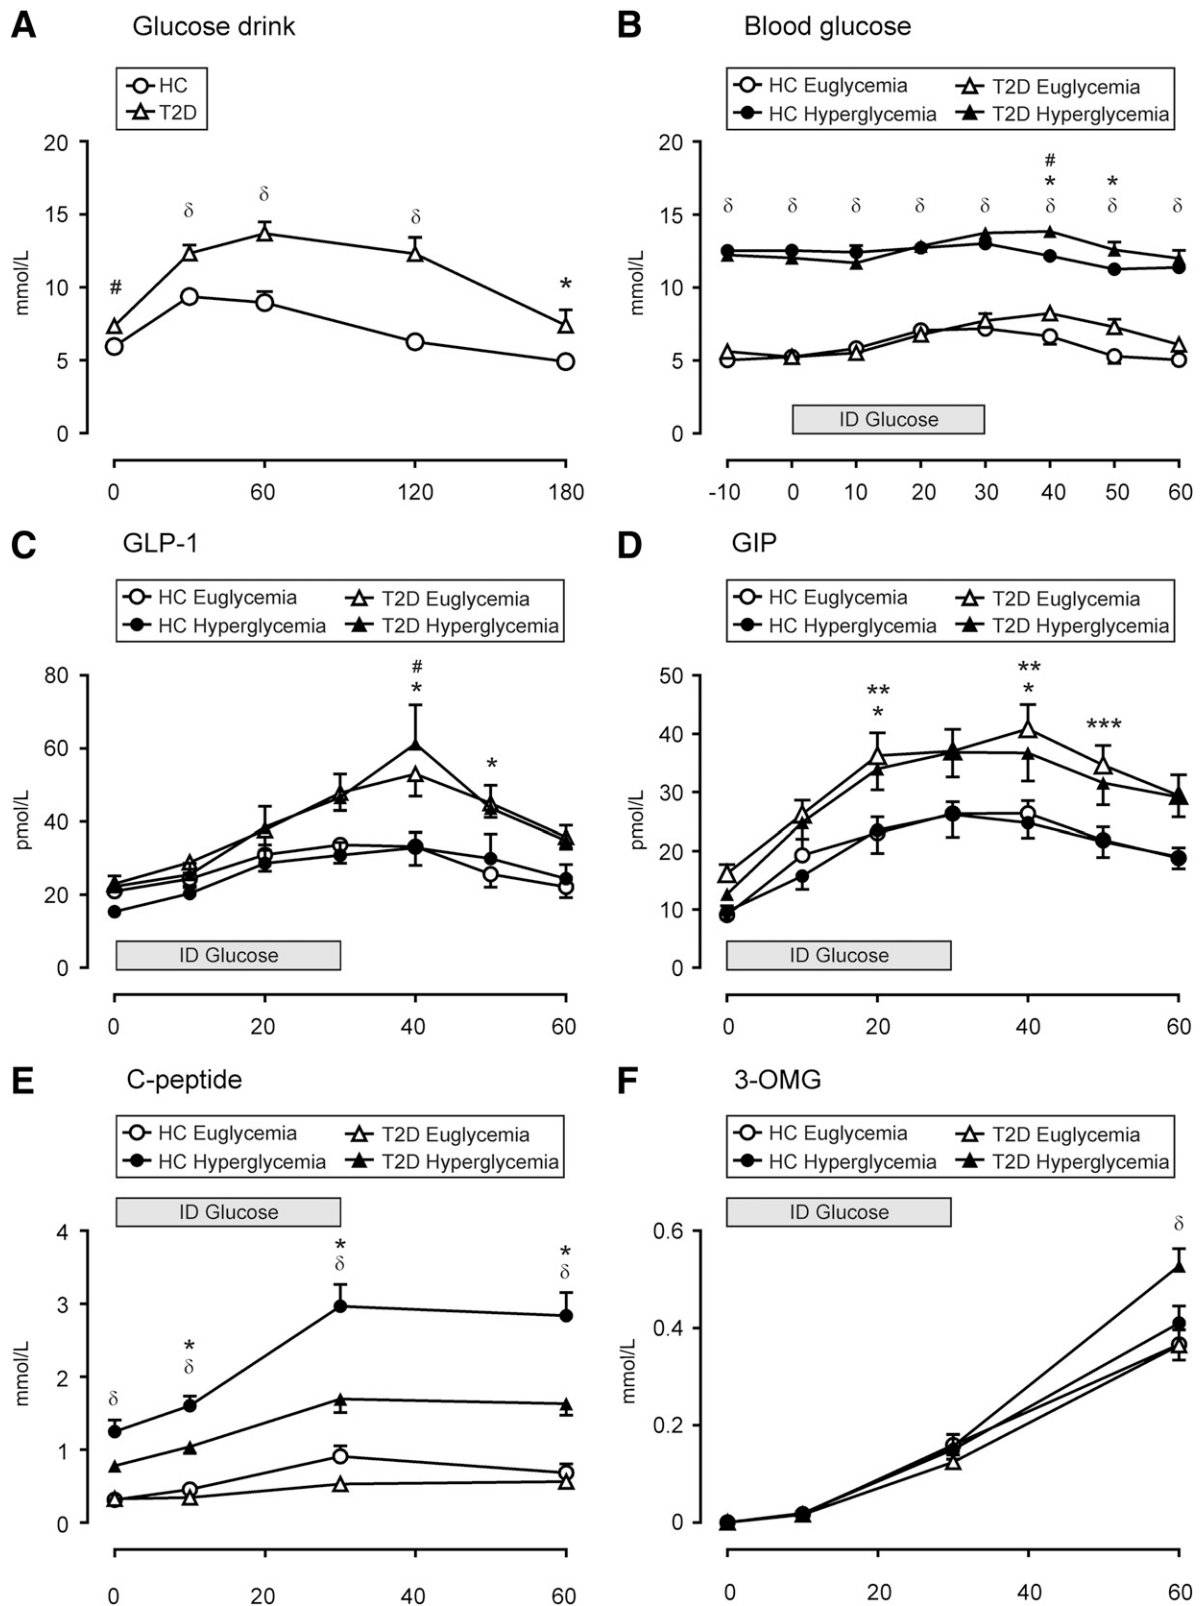 A Glucose drink
HC
T2D
20
# δ δ δ *
15
10
5
0
mmol/L
0 60 120 180
B Blood glucose
HC Euglycemia T2D Euglycemia
HC Hyperglycemia T2D Hyperglycemia
20
#
* *
δ δ δ δ δ δ δ δ
15
10
5
0
mmol/L
ID Glucose
-10 0 10 20 30 40 50 60
C GLP-1
HC Euglycemia T2D Euglycemia
HC Hyperglycemia T2D Hyperglycemia
#
* *
80
60
40
20
0
pmol/L
ID Glucose
0 20 40 60
D GIP
HC Euglycemia T2D Euglycemia
HC Hyperglycemia T2D Hyperglycemia
** ** ***
* *
50
40
30
20
10
0
pmol/L
ID Glucose
0 20 40 60
E C-peptide
HC Euglycemia T2D Euglycemia
HC Hyperglycemia T2D Hyperglycemia
ID Glucose
* * *
δ δ δ δ
4
3
2
1
0
mmol/L
0 20 40 60
F 3-OMG
HC Euglycemia T2D Euglycemia
HC Hyperglycemia T2D Hyperglycemia
ID Glucose
δ
0.6
0.4
0.2
0
mmol/L
0 20 40 60